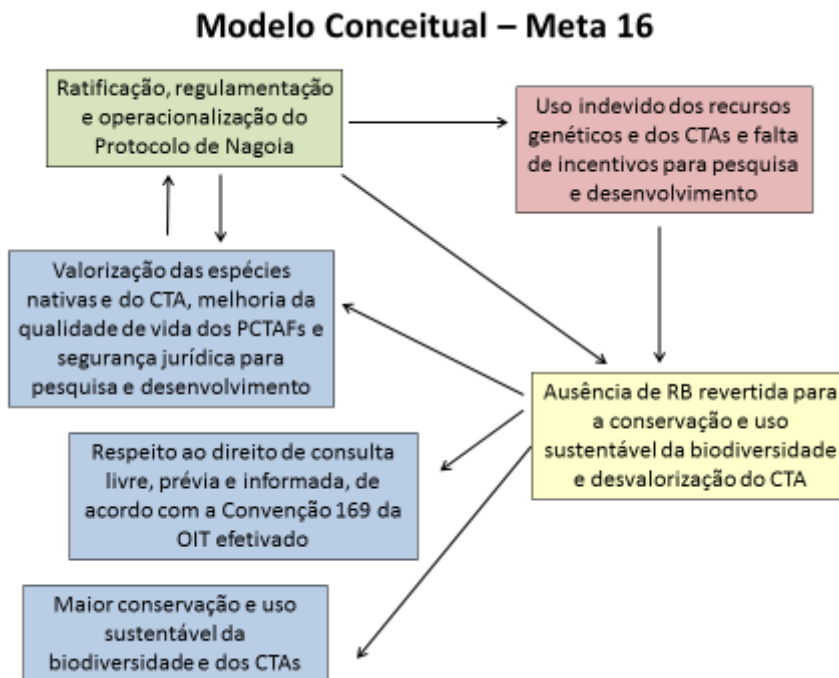 Modelo Conceitual – Meta 16
Ratificação, regulamentação
e operacionalização do
Protocolo de Nagoia
Uso indevido dos recursos
genéticos e dos CTAs e falta
de incentivos para pesquisa
e desenvolvimento
Valorização das espécies
nativas e do CTA, melhoria da
qualidade de vida dos PCTAFs e
segurança jurídica para
pesquisa e desenvolvimento
Ausência de RB revertida para
a conservação e uso
sustentável da biodiversidade
e desvalorização do CTA
Respeito ao direito de consulta
livre, prévia e informada, de
acordo com a Convenção 169 da
OIT efetivado
Maior conservação e uso
sustentável da
biodiversidade e dos CTAs